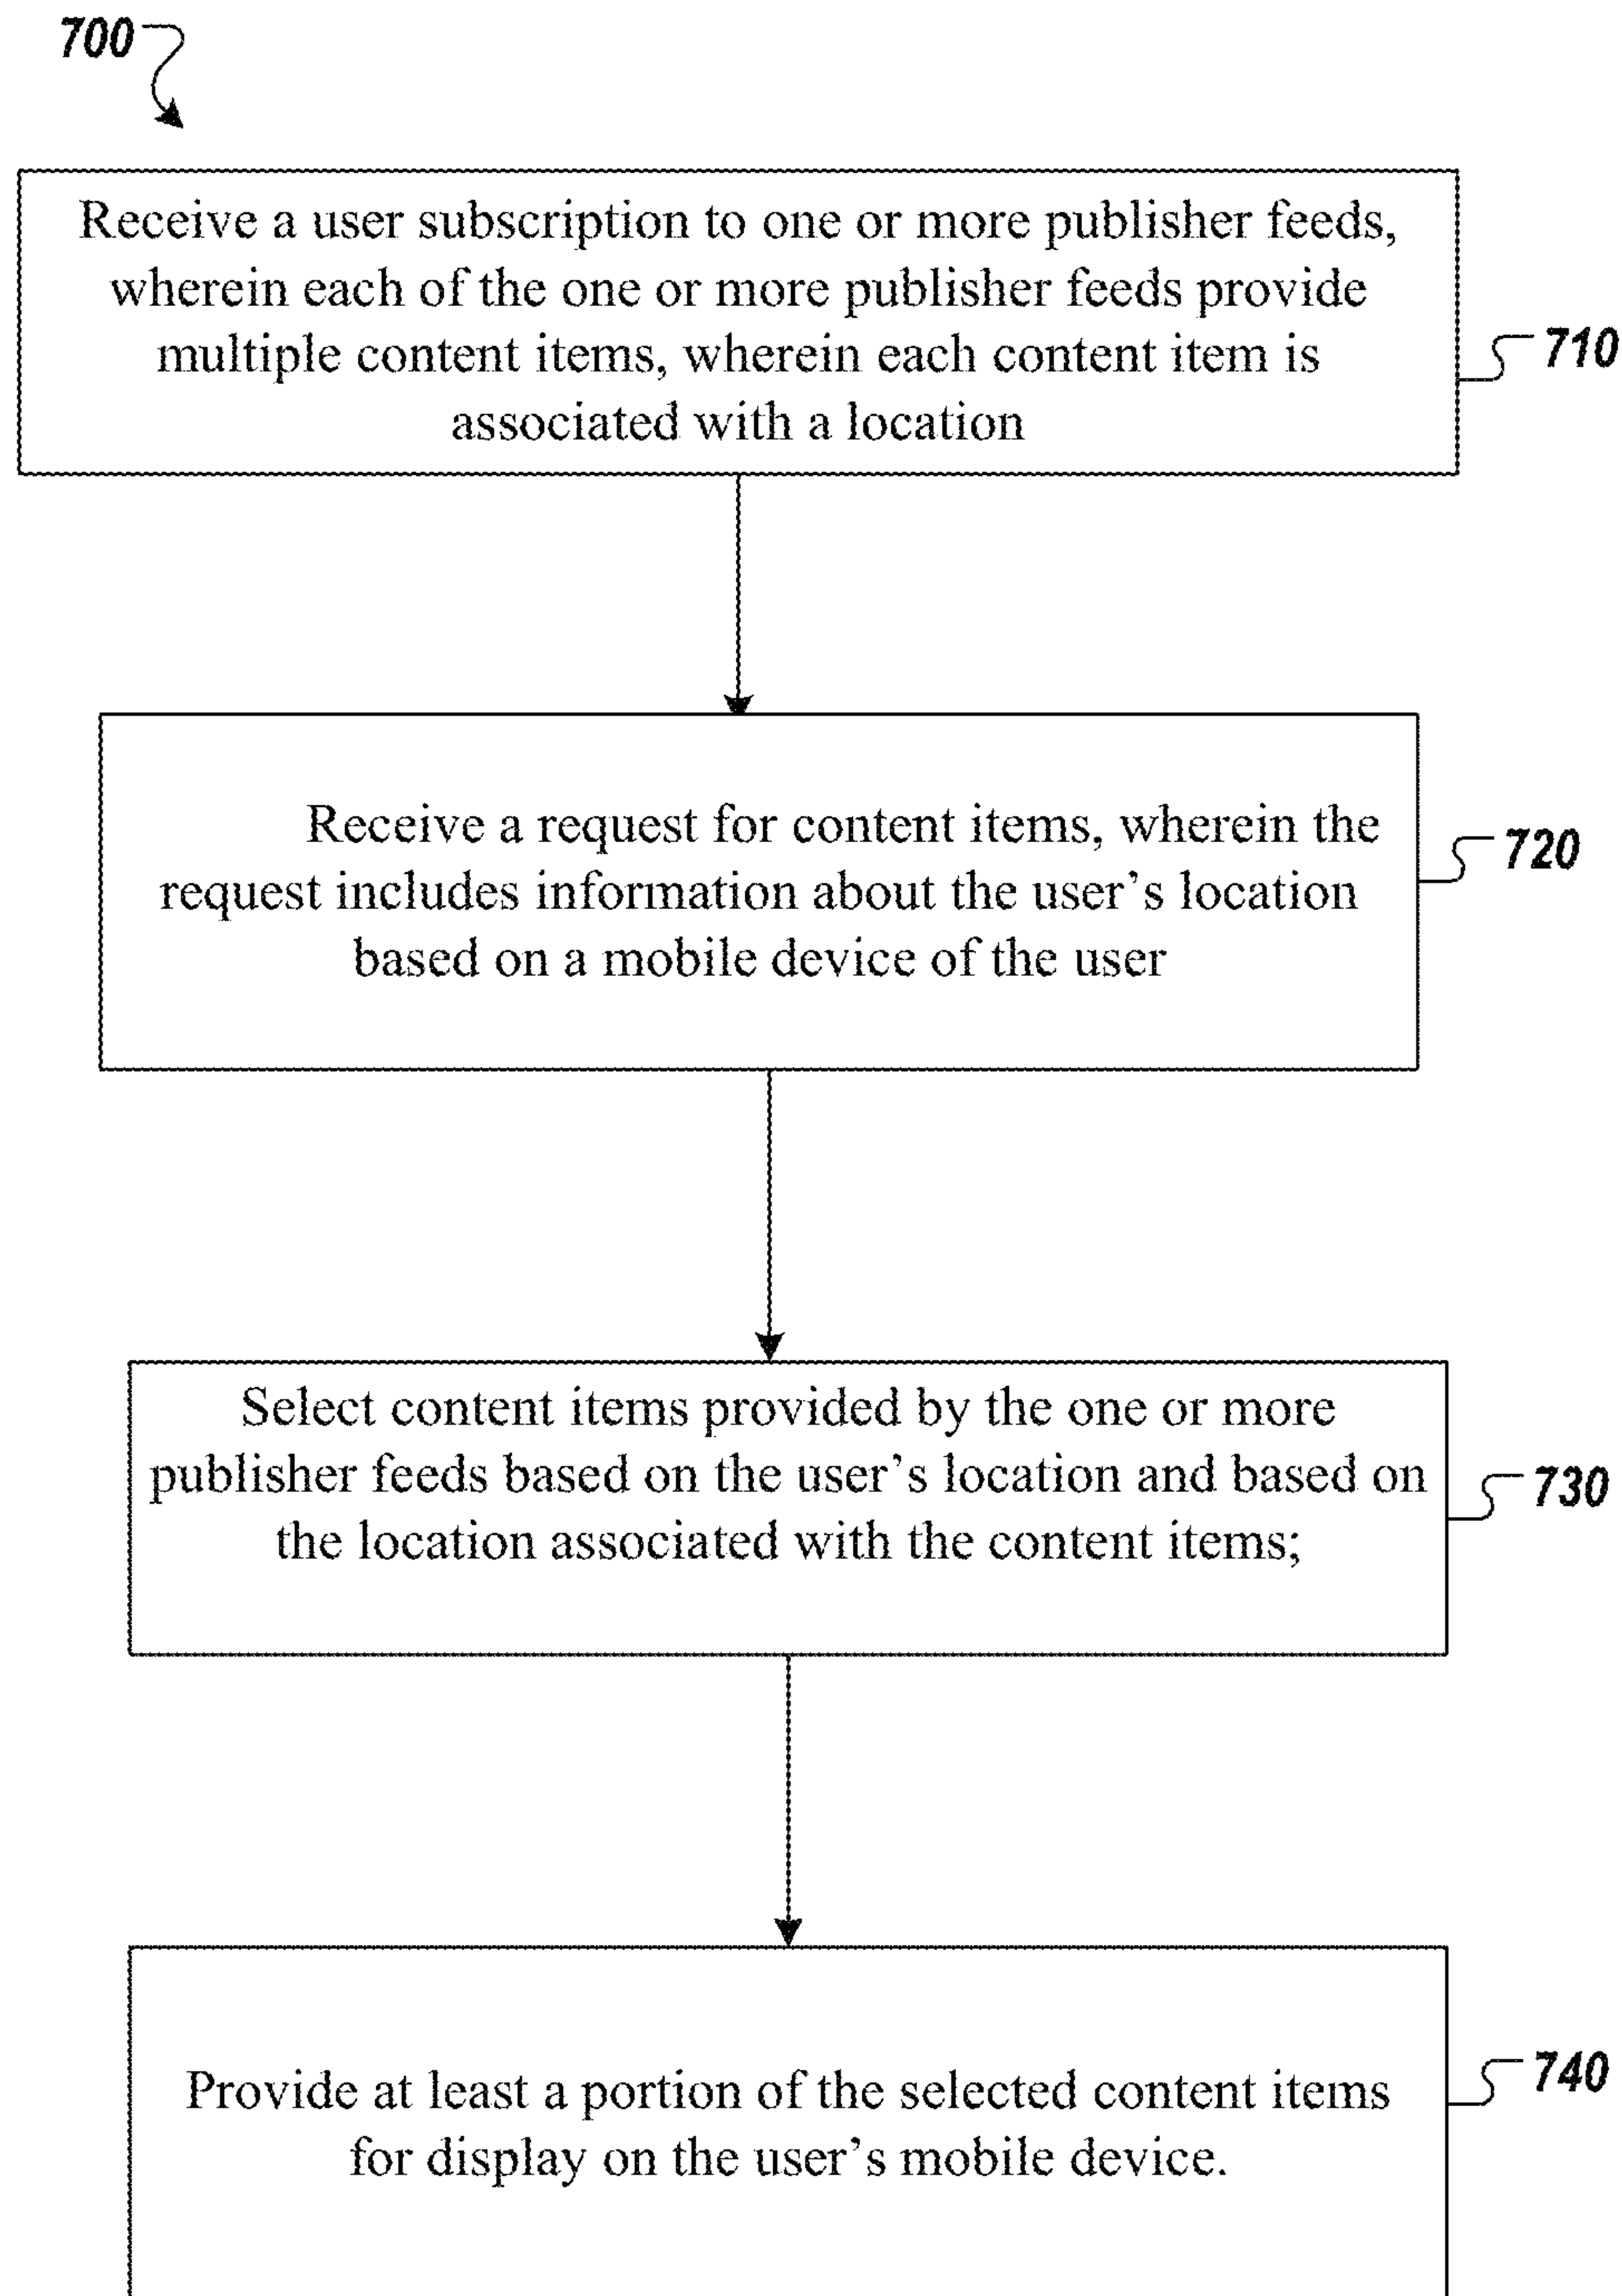 700
Receive a user subscription to one or more publisher feeds,
wherein each of the one or more publisher feeds provide
multiple content items, wherein each content item is
associated with a location
710
Receive a request for content items, wherein the
request includes information about the user's location
based on a mobile device of the user
720
Select content items provided by the one or more
publisher feeds based on the user's location and based on
the location associated with the content items;
730
Provide at least a portion of the selected content items
for display on the user's mobile device.
740